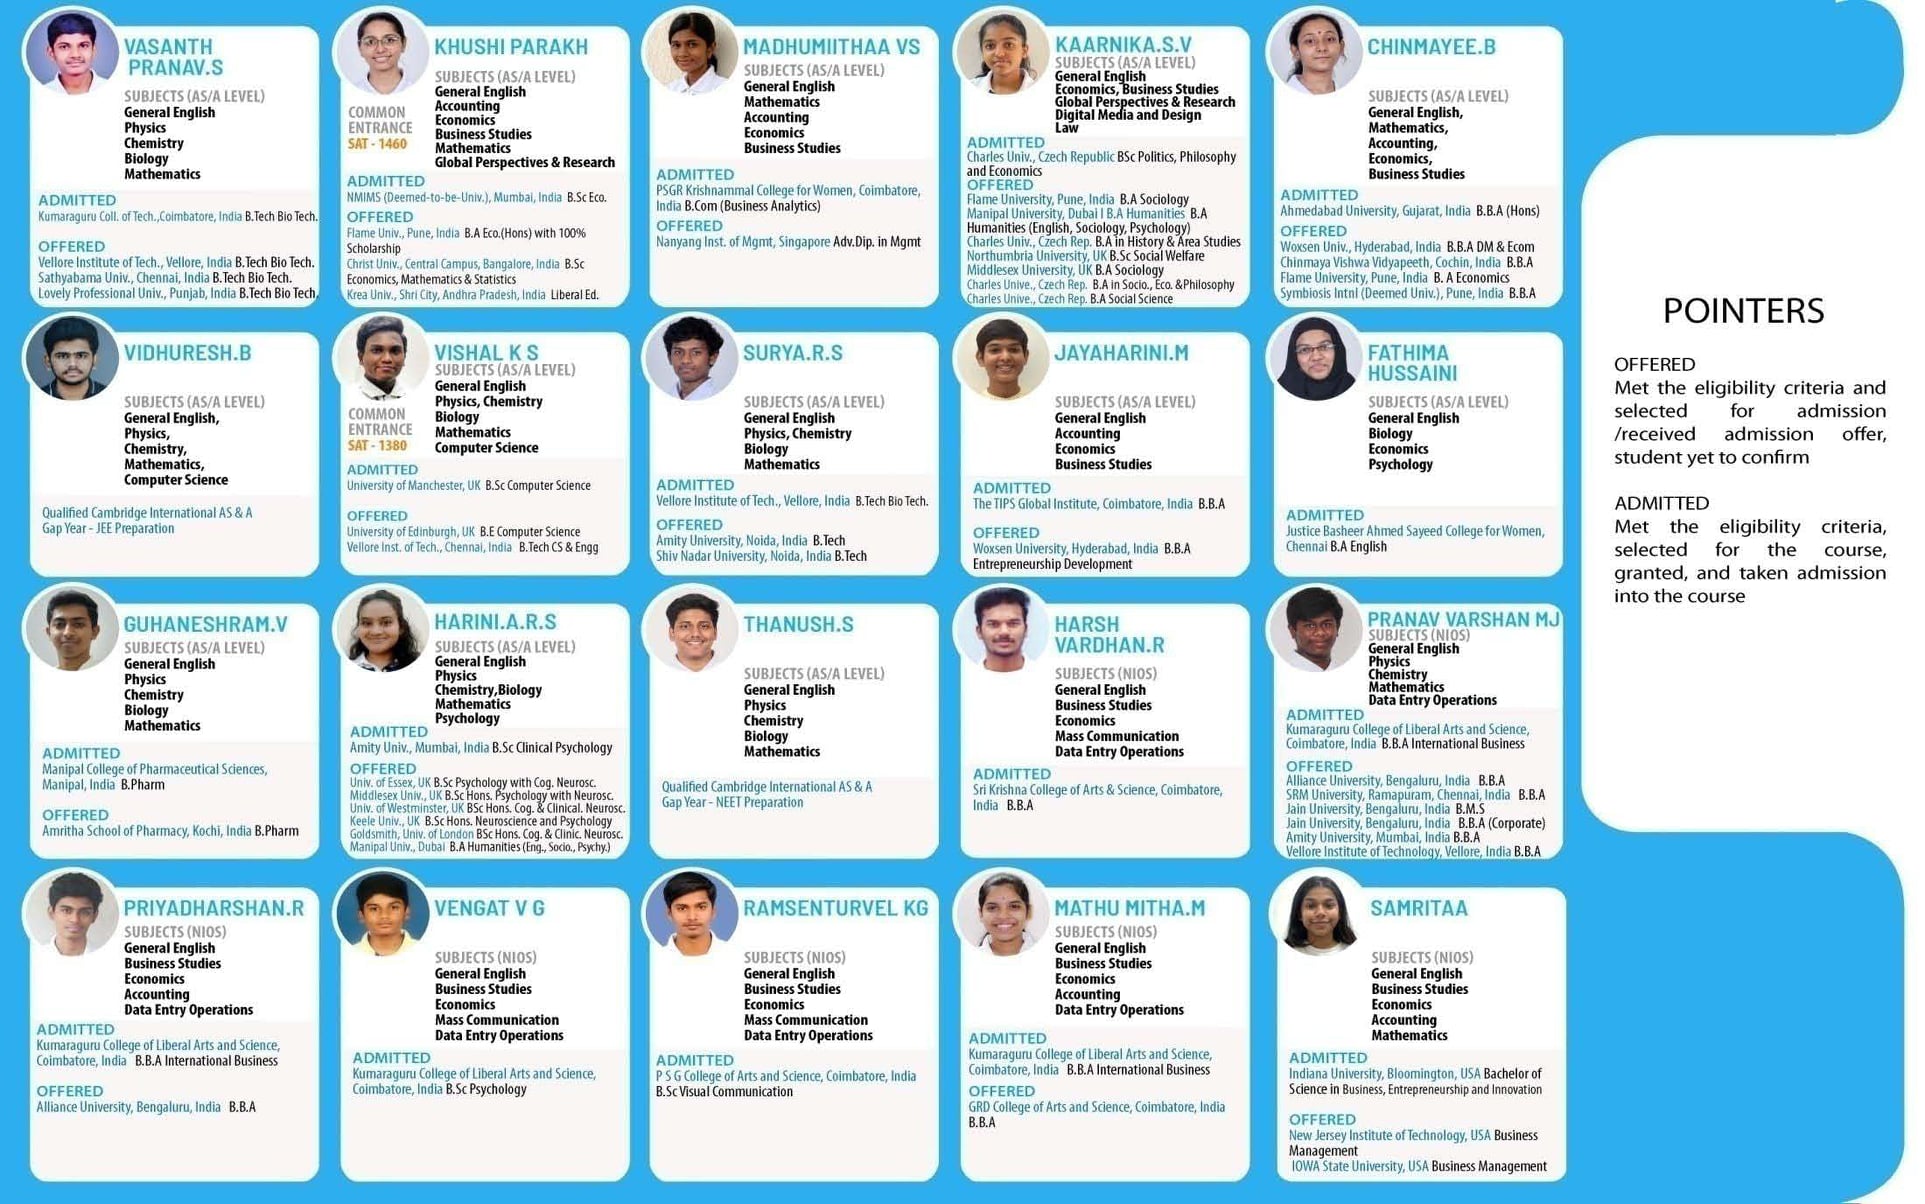 VASANTH
PRANAV.S
SUBJECTS (AS/A LEVEL)
General English
Physics
Chemistry
Biology
Mathematics
ADMITTED
Kumaraguru Coll. of Tech.,Coimbatore, India B.Tech Bio Tech.
OFFERED
Vellore Institute of Tech., Vellore, India B.Tech Bio Tech.
Sathyabama Univ., Chennai, India B.Tech Bio Tech.
Lovely Professional Univ., Punjab, India B.Tech Bio Tech.
KHUSHI PARAKH
SUBJECTS (AS/A LEVEL)
General English
Accounting
Economics
Business Studies
Mathematics
Global Perspectives & Research
COMMON
ENTRANCE
SAT - 1460
ADMITTED
NMIMS (Deemed-to-be-Univ.), Mumbai, India B.Sc Eco.
OFFERED
Flame Univ., Pune, India B.A Eco.(Hons) with 100%
Scholarship
Christ Univ., Central Campus, Bangalore, India B.Sc
Economics, Mathematics & Statistics
Krea Univ., Shri City, Andhra Pradesh, India Liberal Ed.
MADHUMIITHAA VS
SUBJECTS (AS/A LEVEL)
General English
Mathematics
Accounting
Economics
Business Studies
ADMITTED
PSGR Krishnammal College for Women, Coimbatore,
India B.Com (Business Analytics)
OFFERED
Nanyang Inst. of Mgmt, Singapore Adv.Dip. in Mgmt
KAARNIKA.S.V
SUBJECTS (AS/A LEVEL)
General English
Economics, Business Studies
Global Perspectives & Research
Digital Media and Design
Law
ADMITTED
Charles Univ., Czech Republic BSc Politics, Philosophy
and Economics
OFFERED
Flame University, Pune, India B.A Sociology
Manipal University, Dubai I B.A Humanities B.A
Humanities (English, Sociology, Psychology)
Charles Univ., Czech Rep. B.A in History & Area Studies
Northumbria University, UK B.Sc Social Welfare
Middlesex University, UK B.A Sociology
Charles Unive., Czech Rep. B.A in Socio., Eco. &Philosophy
Charles Unive., Czech Rep. B.A Social Science
CHINMAYEE.B
SUBJECTS (AS/A LEVEL)
General English,
Mathematics,
Accounting,
Economics,
Business Studies
ADMITTED
Ahmedabad University, Gujarat, India B.B.A (Hons)
OFFERED
Woxsen Univ., Hyderabad, India B.B.A DM & Ecom
Chinmaya Vishwa Vidyapeeth, Cochin, India B.B.A
Flame University, Pune, India B. A Economics
Symbiosis Intnl (Deemed Univ.), Pune, India B.B.A
VIDHURESH.B
SUBJECTS (AS/A LEVEL)
General English,
Physics,
Chemistry,
Mathematics,
Computer Science
Qualified Cambridge International AS & A
Gap Year - JEE Preparation
VISHAL K S
SUBJECTS (AS/A LEVEL)
General English
Physics, Chemistry
Biology
Mathematics
Computer Science
COMMON
ENTRANCE
SAT - 1380
ADMITTED
University of Manchester, UK B.Sc Computer Science
OFFERED
University of Edinburgh, UK B.E Computer Science
Vellore Inst. of Tech., Chennai, India B.Tech CS & Engg
SURYA.R.S
SUBJECTS (AS/A LEVEL)
General English
Physics, Chemistry
Biology
Mathematics
ADMITTED
Vellore Institute of Tech., Vellore, India B.Tech Bio Tech.
OFFERED
Amity University, Noida, India B.Tech
Shiv Nadar University, Noida, India B.Tech
JAYAHARINI.M
SUBJECTS (AS/A LEVEL)
General English
Accounting
Economics
Business Studies
ADMITTED
The TIPS Global Institute, Coimbatore, India B.B.A
OFFERED
Woxsen University, Hyderabad, India B.B.A
Entrepreneurship Development
FATHIMA
HUSSAINI
SUBJECTS (AS/A LEVEL)
General English
Biology
Economics
Psychology
ADMITTED
Justice Basheer Ahmed Sayeed College for Women,
Chennai B.A English
GUHANESHRAM.V
SUBJECTS (AS/A LEVEL)
General English
Physics
Chemistry
Biology
Mathematics
ADMITTED
Manipal College of Pharmaceutical Sciences,
Manipal, India B.Pharm
OFFERED
Amritha School of Pharmacy, Kochi, India B.Pharm
HARINI.A.R.S
SUBJECTS (AS/A LEVEL)
General English
Physics
Chemistry,Biology
Mathematics
Psychology
ADMITTED
Amity Univ., Mumbai, India B.Sc Clinical Psychology
OFFERED
Univ. of Essex, UK B.Sc Psychology with Cog. Neurosc.
Middlesex Univ., UK B.Sc Hons. Psychology with Neurosc.
Univ. of Westminster, UK BSc Hons. Cog. & Clinical. Neurosc.
Keele Univ., UK B.Sc Hons. Neuroscience and Psychology
Goldsmith, Univ. of London BSc Hons. Cog. & Clinic. Neurosc.
Manipal Univ., Dubai B.A Humanities (Eng., Socio., Psychy.)
THANUSH.S
SUBJECTS (AS/A LEVEL)
General English
Physics
Chemistry
Biology
Mathematics
Qualified Cambridge International AS & A
Gap Year - NEET Preparation
HARSH
VARDHAN.R
SUBJECTS (NIOS)
General English
Business Studies
Economics
Mass Communication
Data Entry Operations
ADMITTED
Sri Krishna College of Arts & Science, Coimbatore,
India B.B.A
PRANAV VARSHAN MJ
SUBJECTS (NIOS)
General English
Physics
Chemistry
Mathematics
Data Entry Operations
ADMITTED
Kumaraguru College of Liberal Arts and Science,
Coimbatore, India B.B.A International Business
OFFERED
Alliance University, Bengaluru, India B.B.A
SRM University, Ramapuram, Chennai, India B.B.A
Jain University, Bengaluru, India B.M.S
Jain University, Bengaluru, India B.B.A (Corporate)
Amity University, Mumbai, India B.B.A
Vellore Institute of Technology, Vellore, India B.B.A
PRIYADHARSHAN.R
SUBJECTS (NIOS)
General English
Business Studies
Economics
Accounting
Data Entry Operations
ADMITTED
Kumaraguru College of Liberal Arts and Science,
Coimbatore, India B.B.A International Business
OFFERED
Alliance University, Bengaluru, India B.B.A
VENGAT V G
SUBJECTS (NIOS)
General English
Business Studies
Economics
Mass Communication
Data Entry Operations
ADMITTED
Kumaraguru College of Liberal Arts and Science,
Coimbatore, India B.Sc Psychology
RAMSENTURVEL KG
SUBJECTS (NIOS)
General English
Business Studies
Economics
Mass Communication
Data Entry Operations
ADMITTED
P S G College of Arts and Science, Coimbatore, India
B.Sc Visual Communication
MATHU MITHA.M
SUBJECTS (NIOS)
General English
Business Studies
Economics
Accounting
Data Entry Operations
ADMITTED
Kumaraguru College of Liberal Arts and Science,
Coimbatore, India B.B.A International Business
OFFERED
GRD College of Arts and Science, Coimbatore, India
B.B.A
SAMRITAA
SUBJECTS (NIOS)
General English
Business Studies
Economics
Accounting
Mathematics
ADMITTED
Indiana University, Bloomington, USA Bachelor of
Science in Business, Entrepreneurship and Innovation
OFFERED
New Jersey Institute of Technology, USA Business
Management
IOWA State University, USA Business Management
POINTERS
OFFERED
Met the eligibility criteria and
selected for admission
/received admission offer,
student yet to confirm
ADMITTED
Met the eligibility criteria,
selected for the course,
granted, and taken admission
into the course